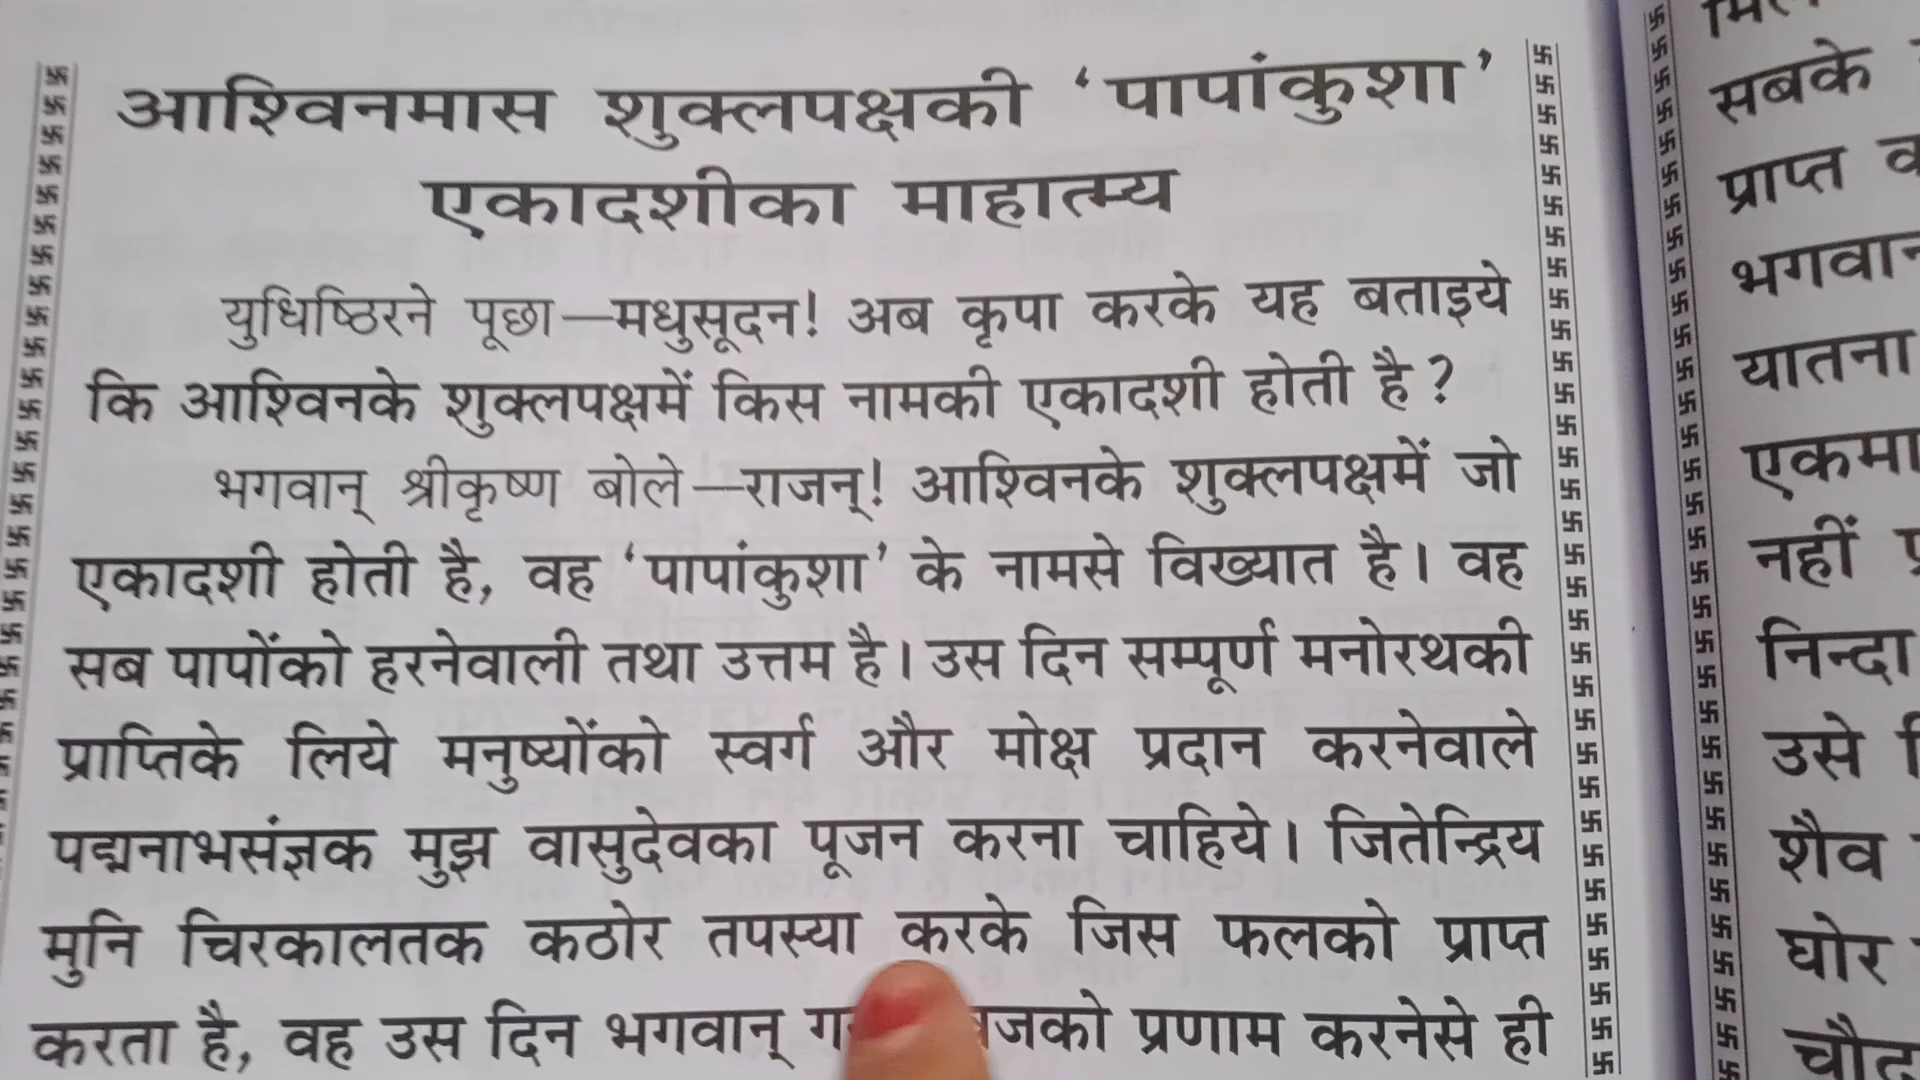 आश्विनमास शुक्लपक्षकी ‘पापांकुशा’
एकादशीका माहात्म्य
युधिष्ठिरने पूछा—मधुसूदन! अब कृपा करके यह बताइये
कि आश्विनके शुक्लपक्षमें किस नामकी एकादशी होती है?
भगवान् श्रीकृष्ण बोले—राजन्! आश्विनके शुक्लपक्षमें जो
एकादशी होती है, वह ‘पापांकुशा’ के नामसे विख्यात है। वह
सब पापोंको हरनेवाली तथा उत्तम है। उस दिन सम्पूर्ण मनोरथकी
प्राप्तिके लिये मनुष्योंको स्वर्ग और मोक्ष प्रदान करनेवाले
पद्मनाभसंज्ञक मुझ वासुदेवका पूजन करना चाहिये। जितेन्द्रिय
मुनि चिरकालतक कठोर तपस्या करके जिस फलको प्राप्त
करता है, वह उस दिन भगवान् प्रणाम करनेसे ही
सबके
प्राप्त
यातना
नहीं
निन्दा
उसे
शैव
घोर